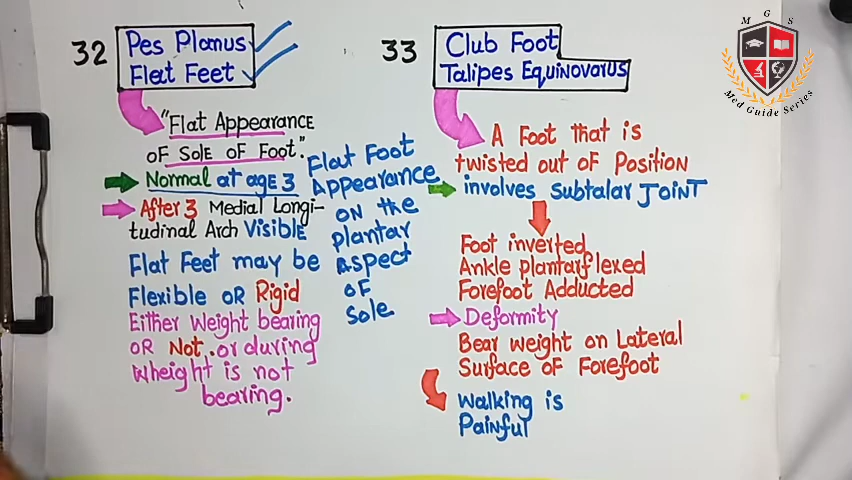 32
Pes Planus
Flat Feet
"Flat Appearance
OF Sole OF Foot".
Normal at age 3
After 3 Medial Longi-
tudinal Arch Visible
Flat Feet may be
Flexible OR Rigid
Either Weight bearing
OR Not, or during
Wheight is not
bearing.
Flat Foot
Appearance
ON the
plantar
Aspect
OF
Sole
33
Club Foot
Talipes Equinovarus
A Foot that is
twisted out OF Position
involves Subtalar JOINT
Foot inverted
Ankle plantarflexed
Forefoot Adducted
Deformity
Bear weight on Lateral
Surface OF Forefoot
Walking is
Painful
M G S
Med Guide Series